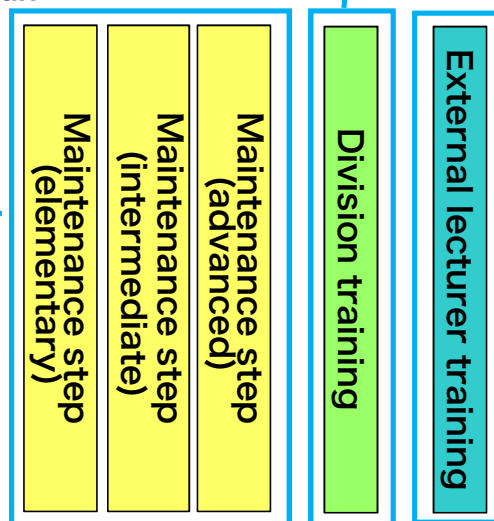 Maintenance step
(elementary)
Maintenance step
(intermediate)
Maintenance step
(advanced)
Division training
External lecturer training